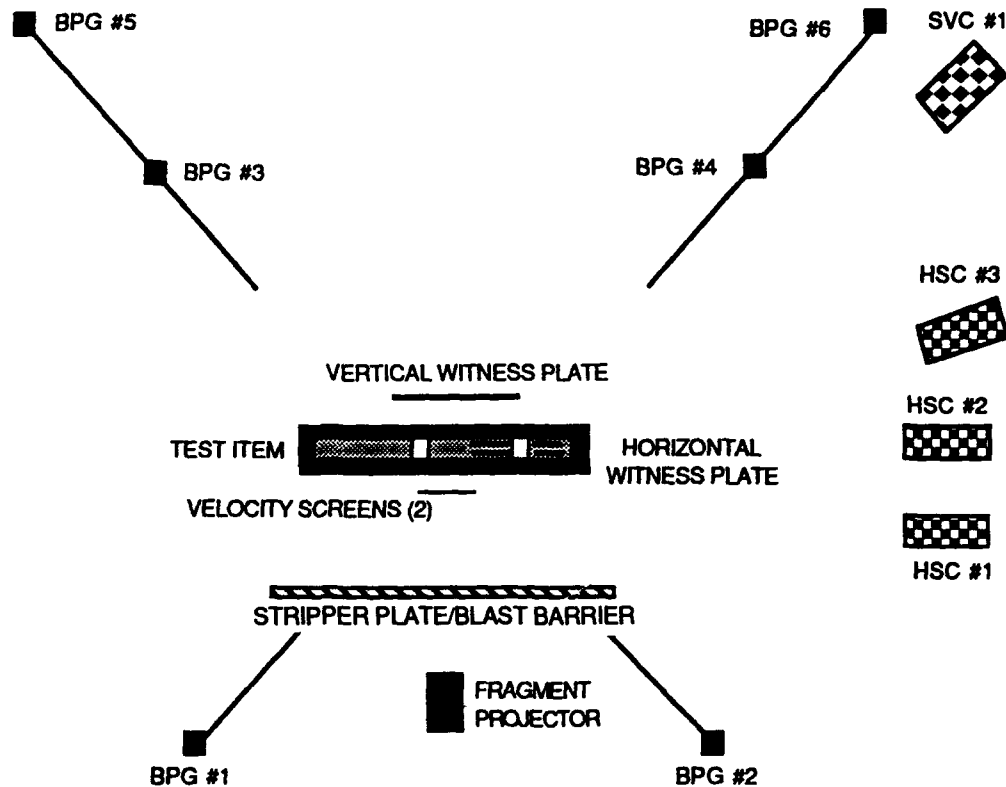 BPG #5
BPG #6
SVC #1
BPG #3
BPG #4
HSC #3
VERTICAL WITNESS PLATE
HSC #2
TEST ITEM
HORIZONTAL
WITNESS PLATE
VELOCITY SCREENS (2)
HSC #1
STRIPPER PLATE/BLAST BARRIER
FRAGMENT
PROJECTOR
BPG #1
BPG #2